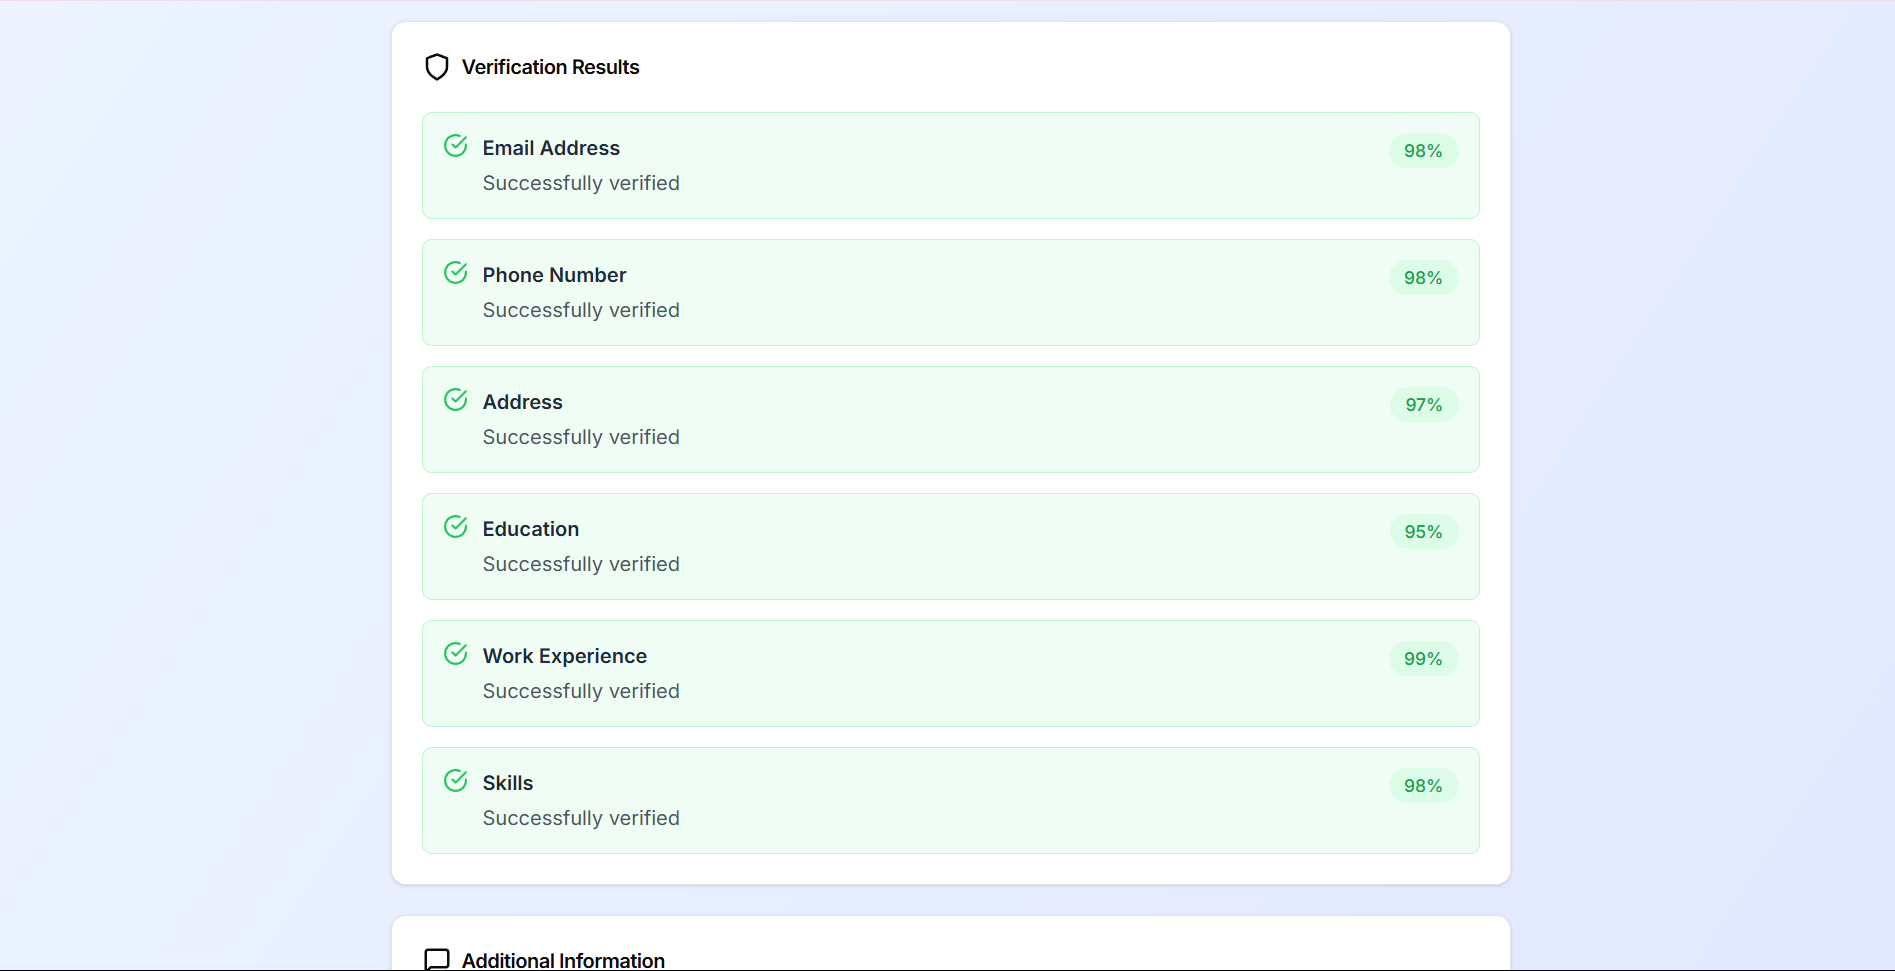 Verification Results
Email Address
98%
Successfully verified
Phone Number
98%
Successfully verified
Address
97%
Successfully verified
Education
95%
Successfully verified
Work Experience
99%
Successfully verified
Skills
98%
Successfully verified
Additional Information